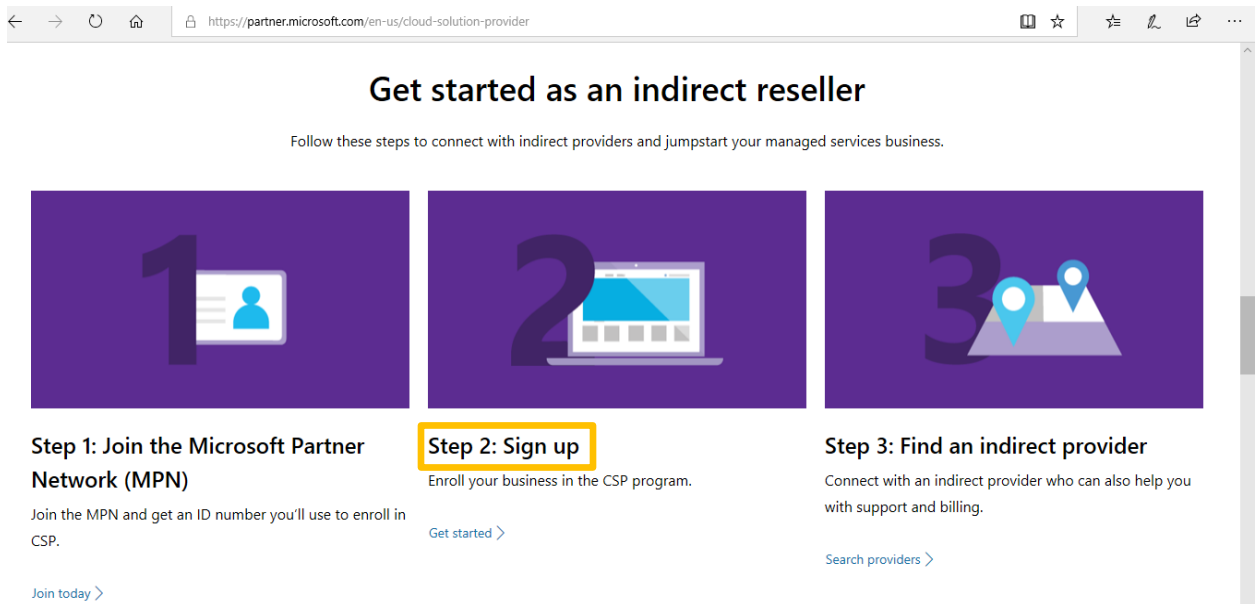 https://partner.microsoft.com/en-us/cloud-solution-provider
Get started as an indirect reseller
Follow these steps to connect with indirect providers and jumpstart your managed services business.
1
2
3
Step 1: Join the Microsoft Partner
Network (MPN)
Join the MPN and get an ID number you'll use to enroll in
CSP.
Join today
Step 2: Sign up
Enroll your business in the CSP program.
Get started
Step 3: Find an indirect provider
Connect with an indirect provider who can also help you
with support and billing.
Search providers